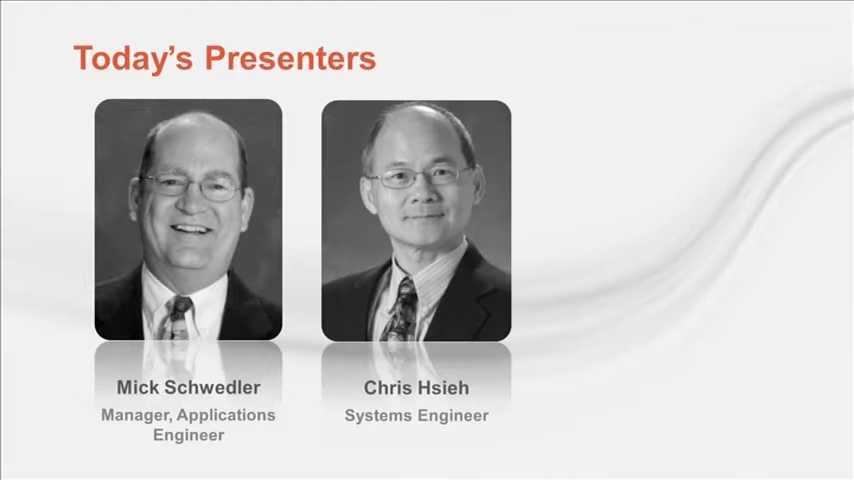 Today's Presenters
Mick Schwedler
Manager, Applications
Engineer
Chris Hsieh
Systems Engineer